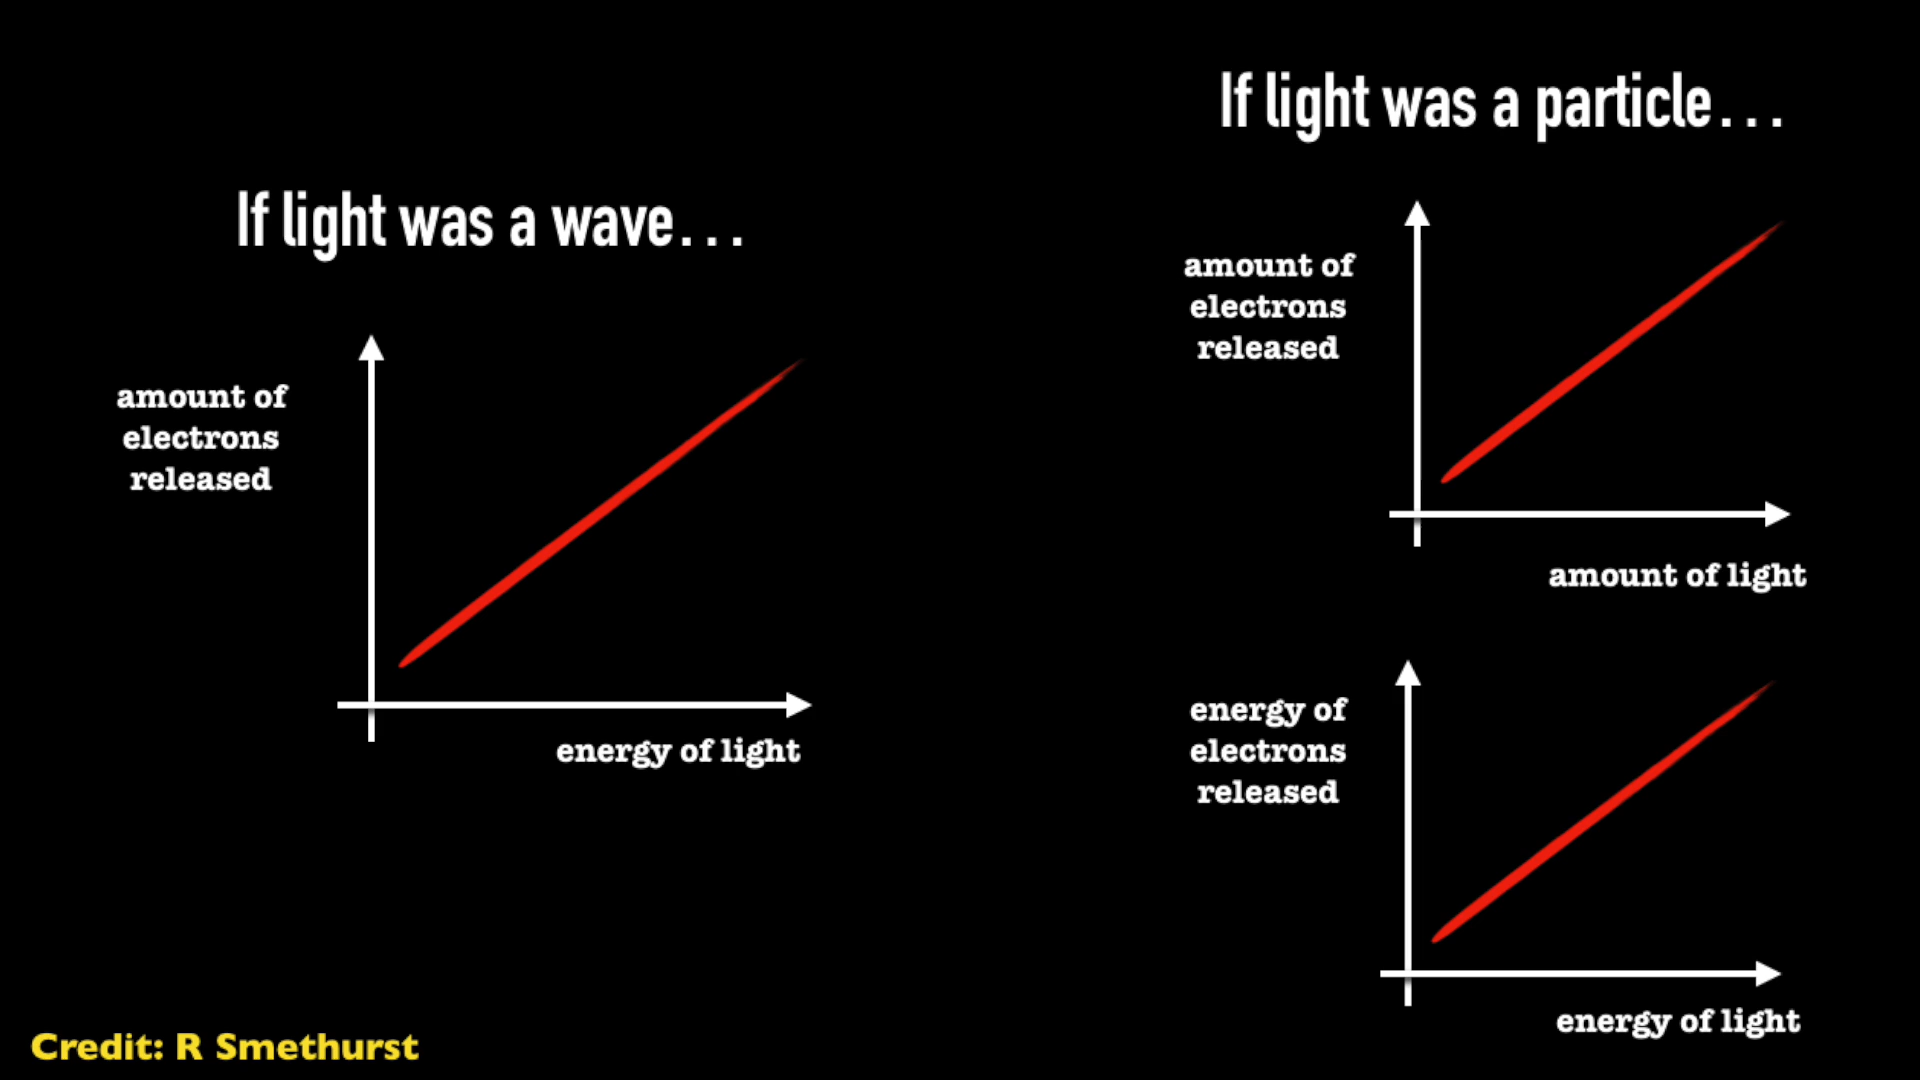 If light was a wave...
amount of
electrons
released
energy of light
If light was a particle...
amount of
electrons
released
amount of light
energy of
electrons
released
energy of light
Credit: R Smethurst